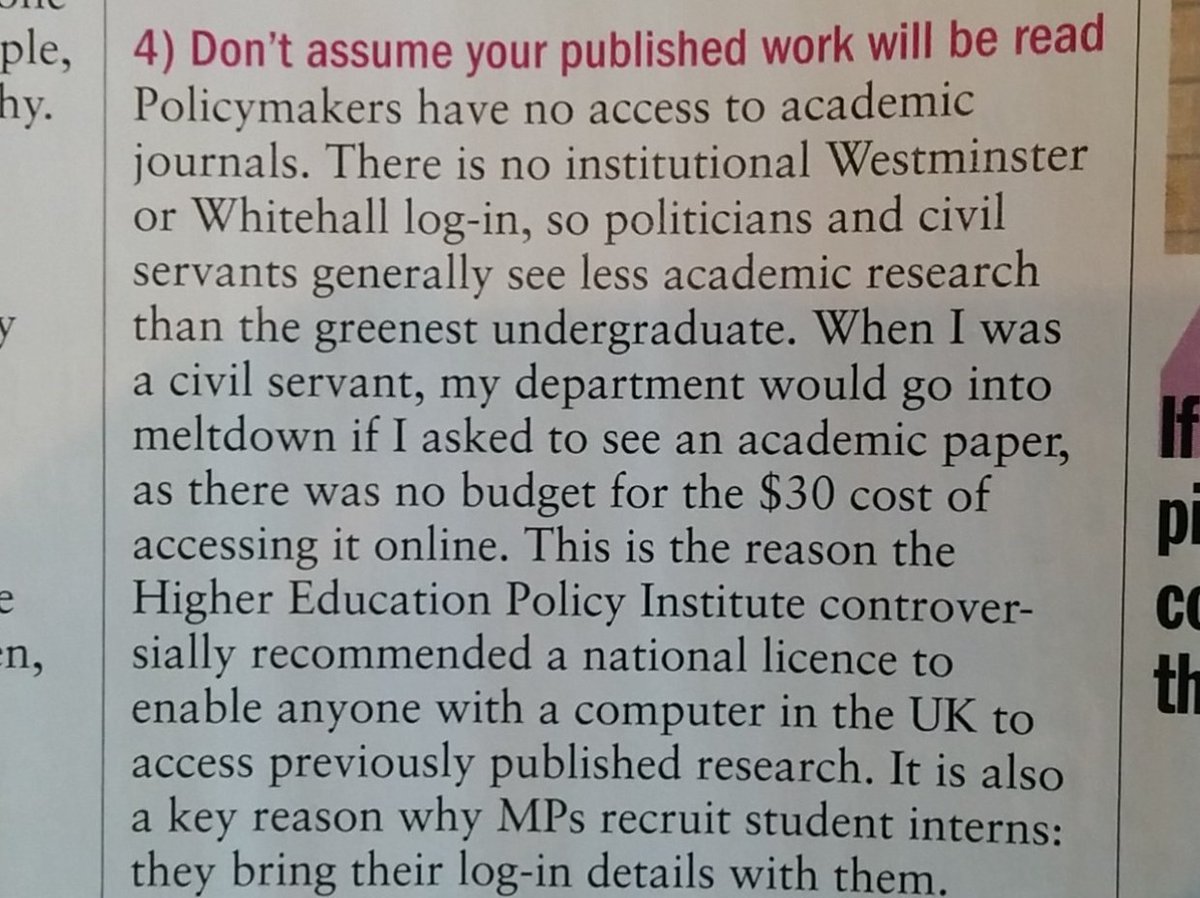 ple,
hy.
y
e
en,
4) Don't assume your published work will be read
Policymakers have no access to academic
journals. There is no institutional Westminster
or Whitehall log-in, so politicians and civil
servants generally see less academic research
than the greenest undergraduate. When I was
a civil servant, my department would go into
meltdown if I asked to see an academic paper,
as there was no budget for the $30 cost of
accessing it online. This is the reason the
Higher Education Policy Institute controver-
sially recommended a national licence to
enable anyone with a computer in the UK to
access previously published research. It is also
a key reason why MPs recruit student interns:
they bring their log-in details with them.
If
pi
co
th